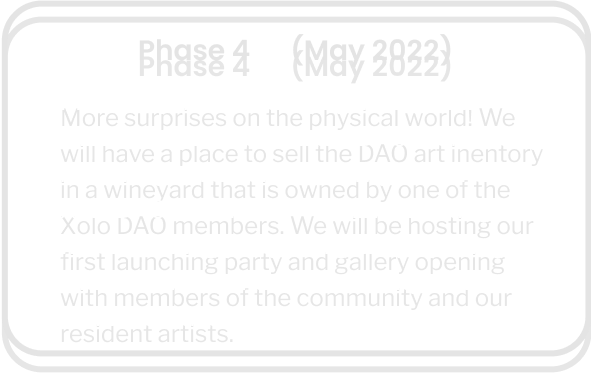 Phase 4 (May 2022)
More surprises on the physical world! We
will have a place to sell the DAO art inentory
in a wineyard that is owned by one of the
Xolo DAO members. We will be hosting our
first launching party and gallery opening
with members of the community and our
resident artists.